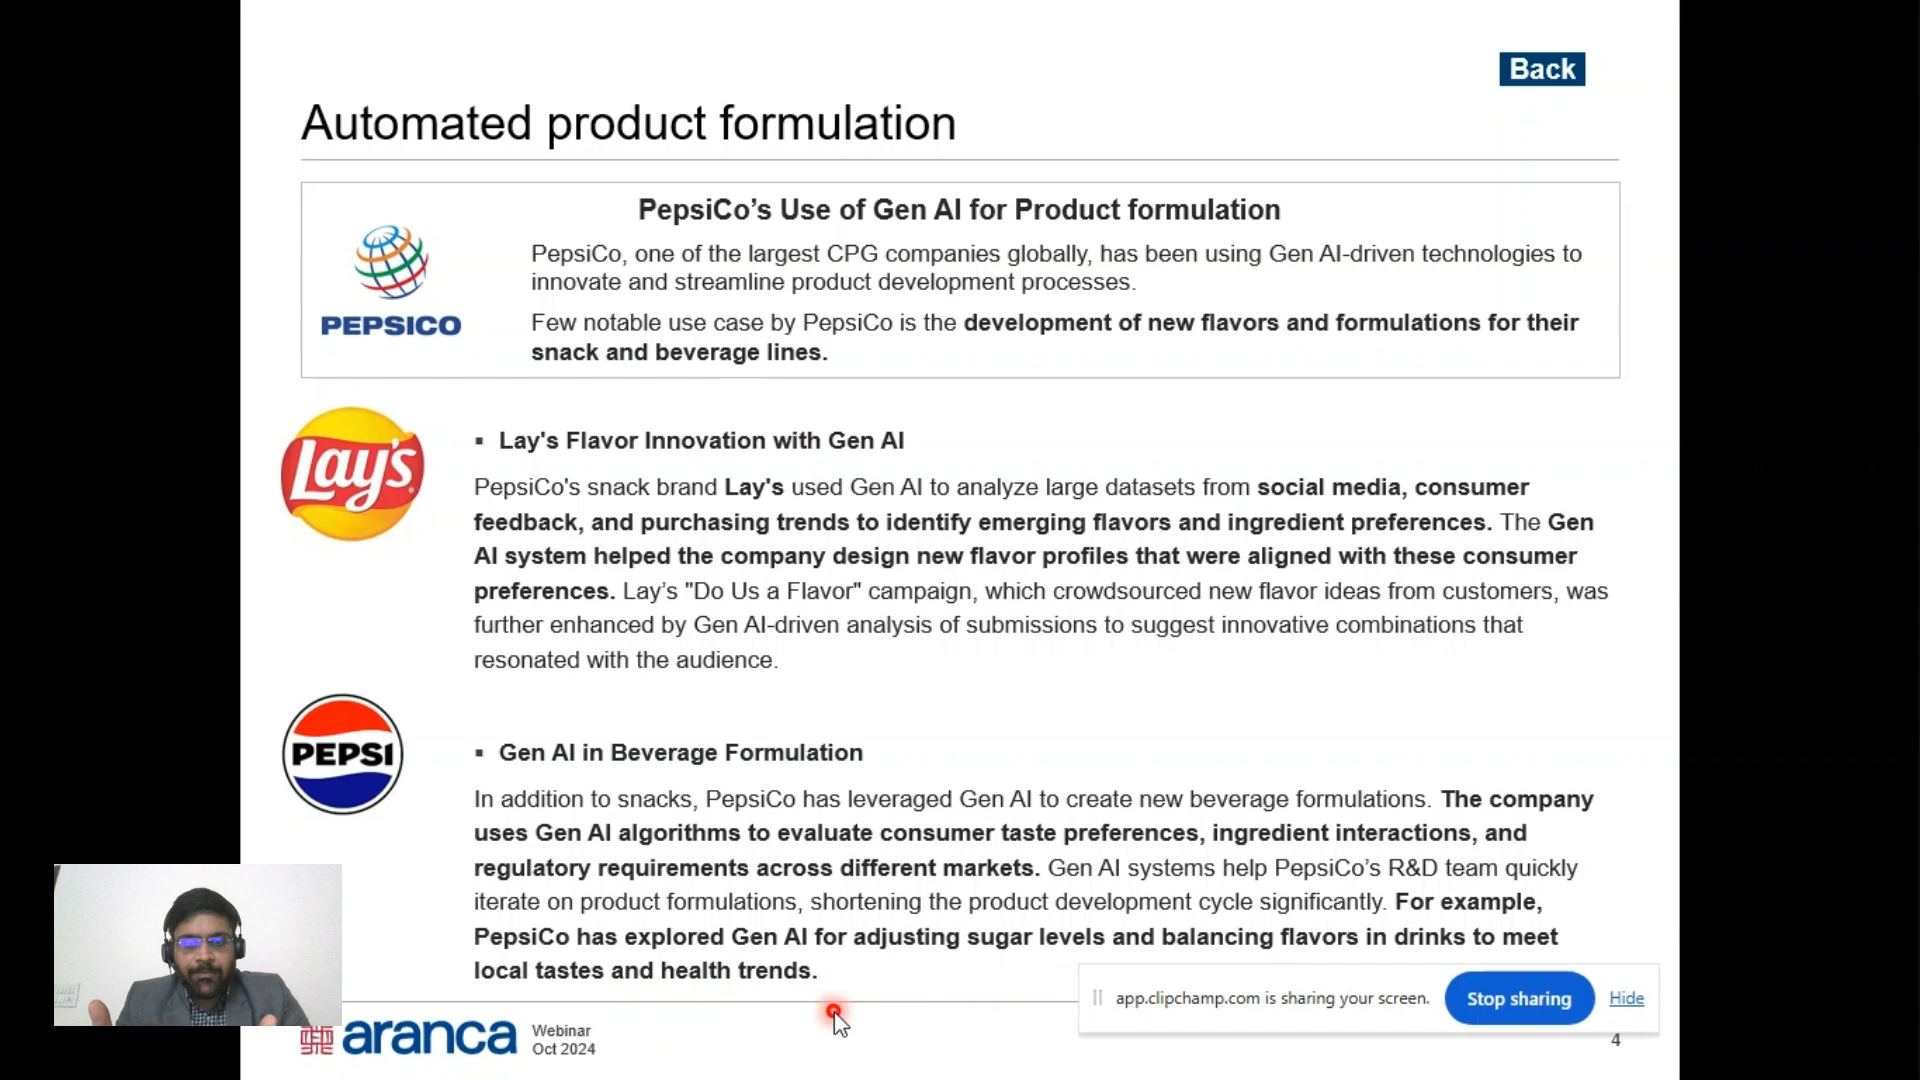 Back
Automated product formulation
PepsiCo’s Use of Gen AI for Product formulation
PepsiCo, one of the largest CPG companies globally, has been using Gen AI-driven technologies to
innovate and streamline product development processes.
PEPSICO
Few notable use case by PepsiCo is the development of new flavors and formulations for their
snack and beverage lines.
Lay's
▪ Lay's Flavor Innovation with Gen AI
PepsiCo's snack brand Lay's used Gen AI to analyze large datasets from social media, consumer
feedback, and purchasing trends to identify emerging flavors and ingredient preferences. The Gen
AI system helped the company design new flavor profiles that were aligned with these consumer
preferences. Lay’s "Do Us a Flavor" campaign, which crowdsourced new flavor ideas from customers, was
further enhanced by Gen AI-driven analysis of submissions to suggest innovative combinations that
resonated with the audience.
PEPSI
▪ Gen AI in Beverage Formulation
In addition to snacks, PepsiCo has leveraged Gen AI to create new beverage formulations. The company
uses Gen AI algorithms to evaluate consumer taste preferences, ingredient interactions, and
regulatory requirements across different markets. Gen AI systems help PepsiCo’s R&D team quickly
iterate on product formulations, shortening the product development cycle significantly. For example,
PepsiCo has explored Gen AI for adjusting sugar levels and balancing flavors in drinks to meet
local tastes and health trends.
app.clipchamp.com is sharing your screen.
Stop sharing
Hide
aranca
Webinar
Oct 2024
4